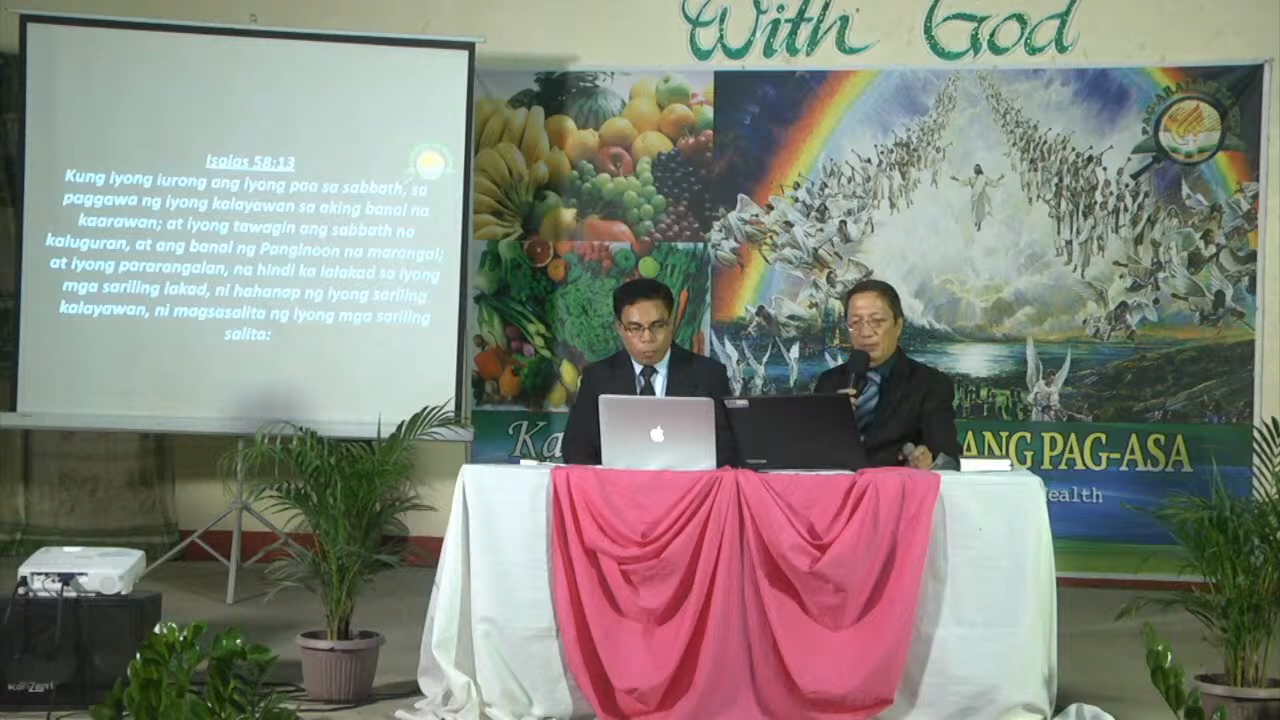 With God
Isaias 58:13
Kung iyong iurong ang iyong paa sa sabbath, sa
paggawa ng iyong kalayawan sa aking banal na
kaarawan; at iyong tawagin ang sabbath na
kaluguran, at ang banal ng Panginoon na marangal;
at iyong pararangalan, na hindi ka lalakad sa iyong
mga sariling lakad, ni hahanap ng iyong sariling
kalayawan, ni magsasalita ng iyong mga sariling
salita:
ANG PAG-ASA
Health
konzert